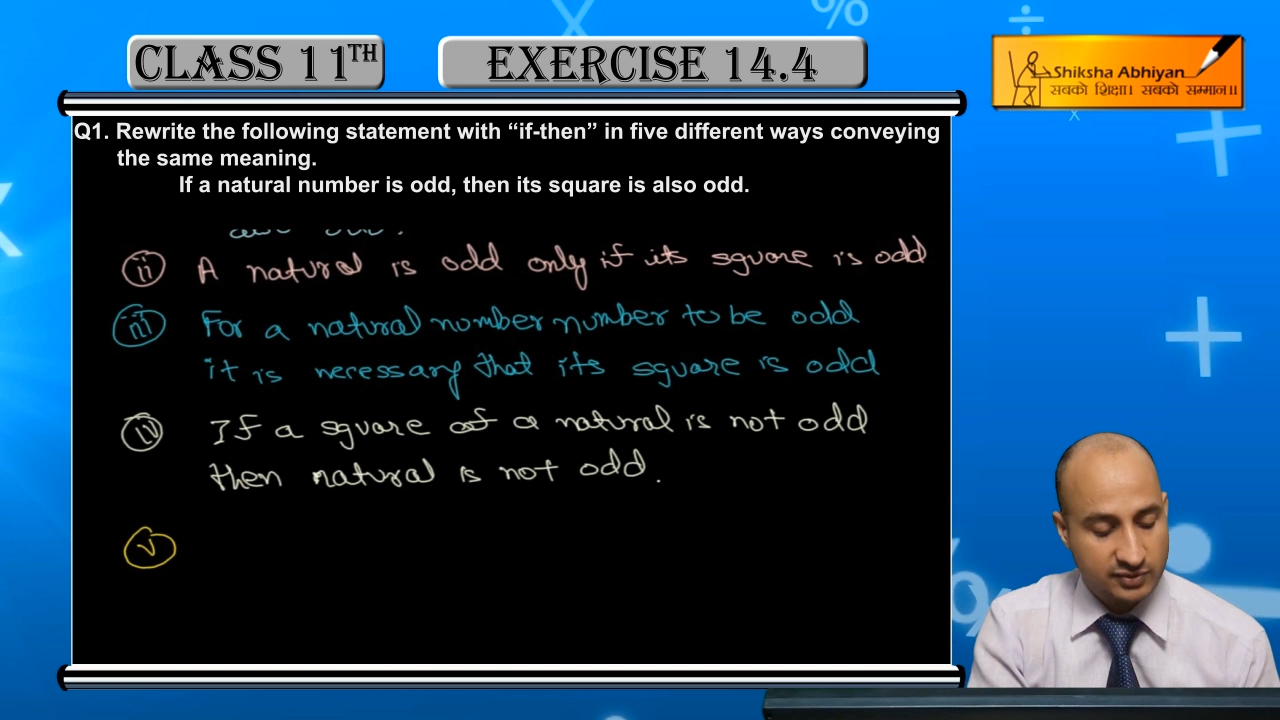 CLASS 11TH
EXERCISE 14.4
Shiksha Abhiyan
सबको शिक्षा। सबको सम्मान॥
Q1. Rewrite the following statement with “if-then” in five different ways conveying
the same meaning.
If a natural number is odd, then its square is also odd.
(ii) A natural is odd only if its square is odd
(iii) For a natural number number to be odd
it is necessary that its square is odd
(iv) If a square of a natural is not odd
then natural is not odd.
(v)